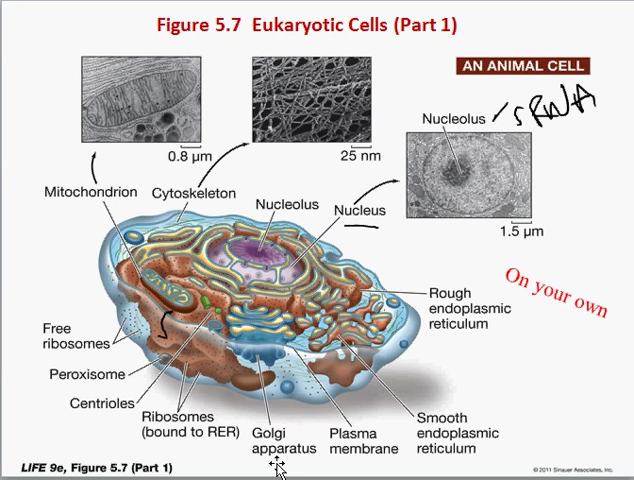 Figure 5.7 Eukaryotic Cells (Part 1)
AN ANIMAL CELL
Nucleolus
rRNA
0.8 µm
25 nm
1.5 µm
Mitochondrion
Cytoskeleton
Nucleolus
Nucleus
On your own
Rough
endoplasmic
reticulum
Free
ribosomes
Peroxisome
Centrioles
Ribosomes
(bound to RER)
Golgi
apparatus
Plasma
membrane
Smooth
endoplasmic
reticulum
LIFE 9e, Figure 5.7 (Part 1)
© 2011 Sinauer Associates, Inc.